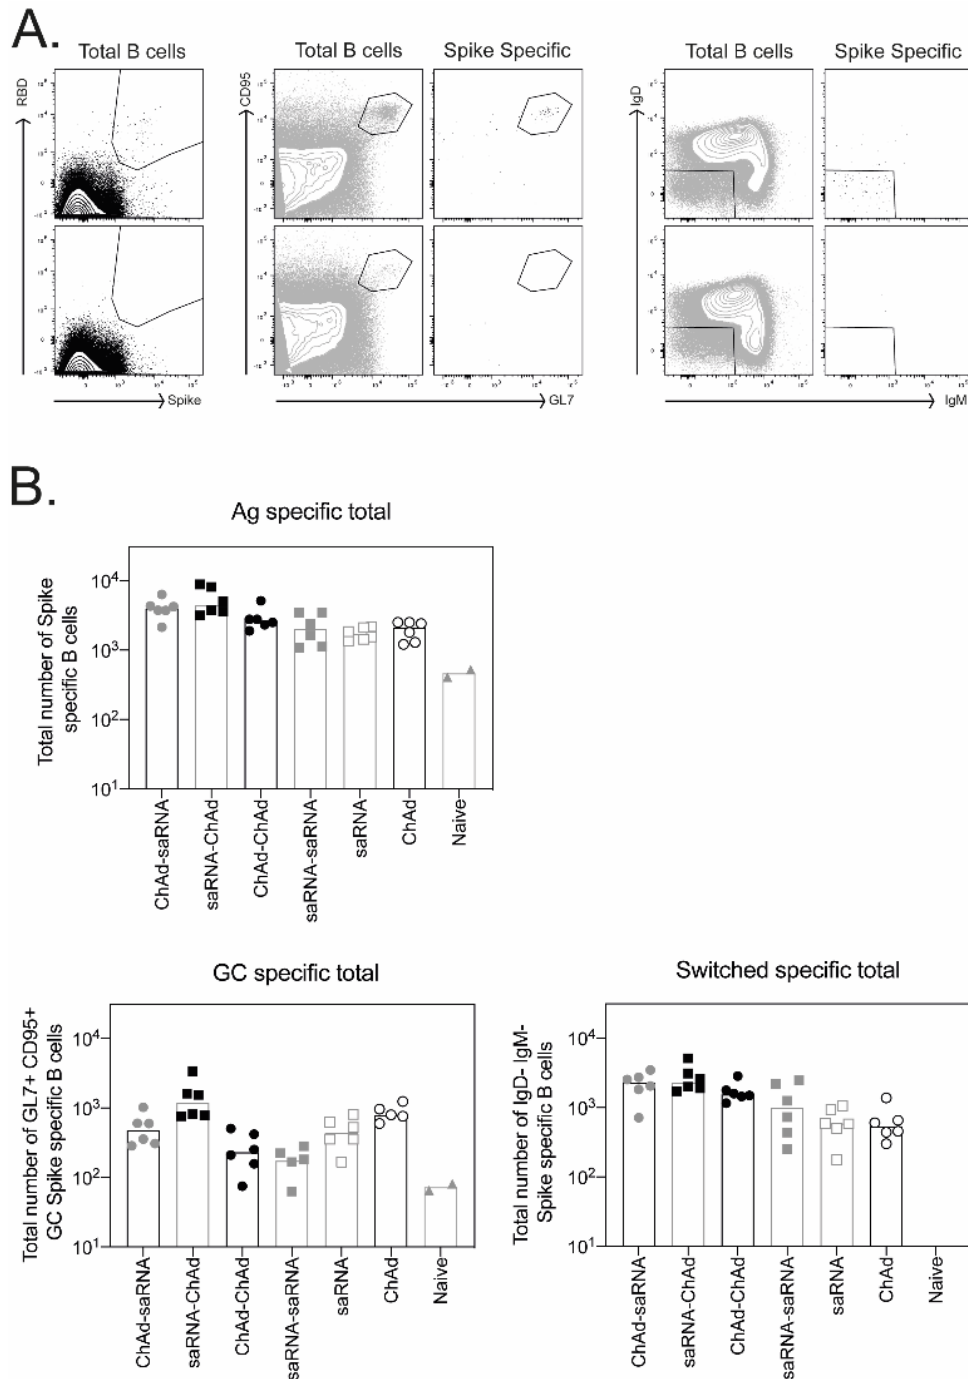 A.
Total B cells
Total B cells
Spike Specific
Total B cells
Spike Specific
RBD
CD95
IgD
Spike
GL7
IgM
B.
Ag specific total
Total number of Spike
specific B cells
10⁴
10³
10²
10¹
ChAd-saRNA
saRNA-ChAd
ChAd-ChAd
saRNA-saRNA
saRNA
ChAd
Naive
GC specific total
Total number of GL7+ CD95+
GC Spike specific B cells
10⁴
10³
10²
10¹
ChAd-saRNA
saRNA-ChAd
ChAd-ChAd
saRNA-saRNA
saRNA
ChAd
Naive
Switched specific total
Total number of IgD- IgM-
Spike specific B cells
10⁴
10³
10²
10¹
ChAd-saRNA
saRNA-ChAd
ChAd-ChAd
saRNA-saRNA
saRNA
ChAd
Naive